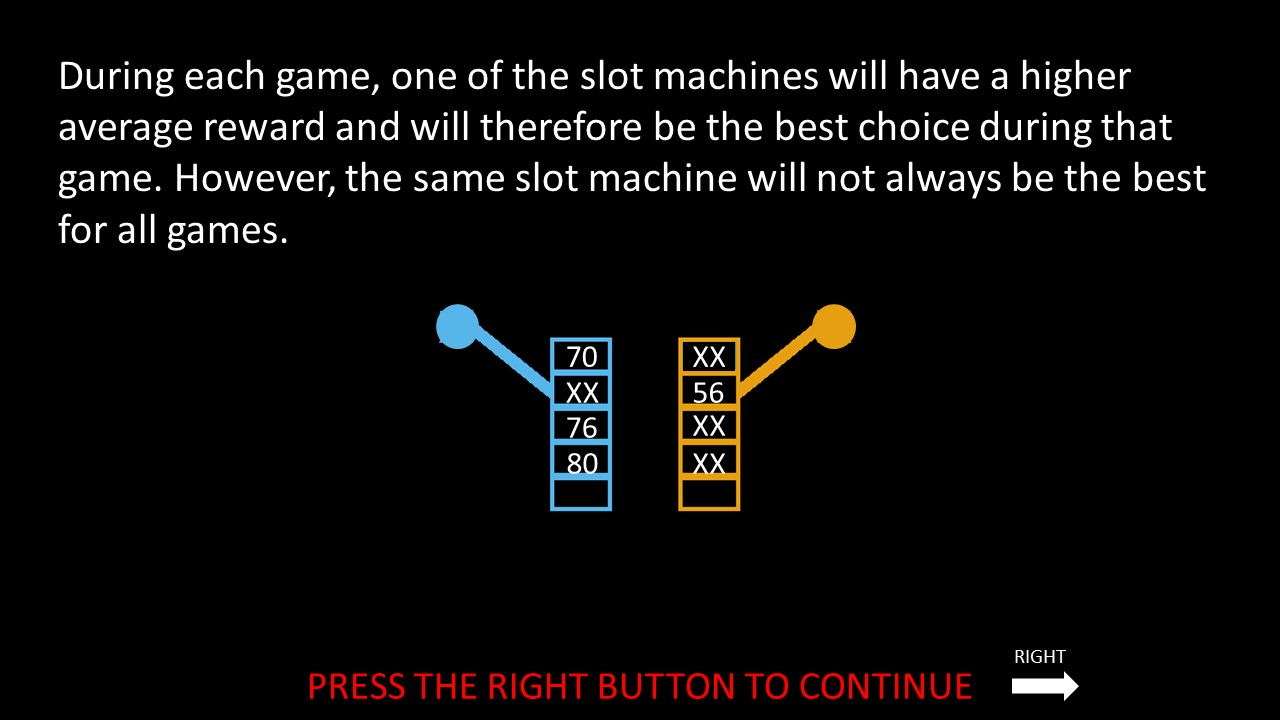 During each game, one of the slot machines will have a higher
average reward and will therefore be the best choice during that
game. However, the same slot machine will not always be the best
for all games.
70 XX
XX 56
76 XX
80 XX
RIGHT
PRESS THE RIGHT BUTTON TO CONTINUE